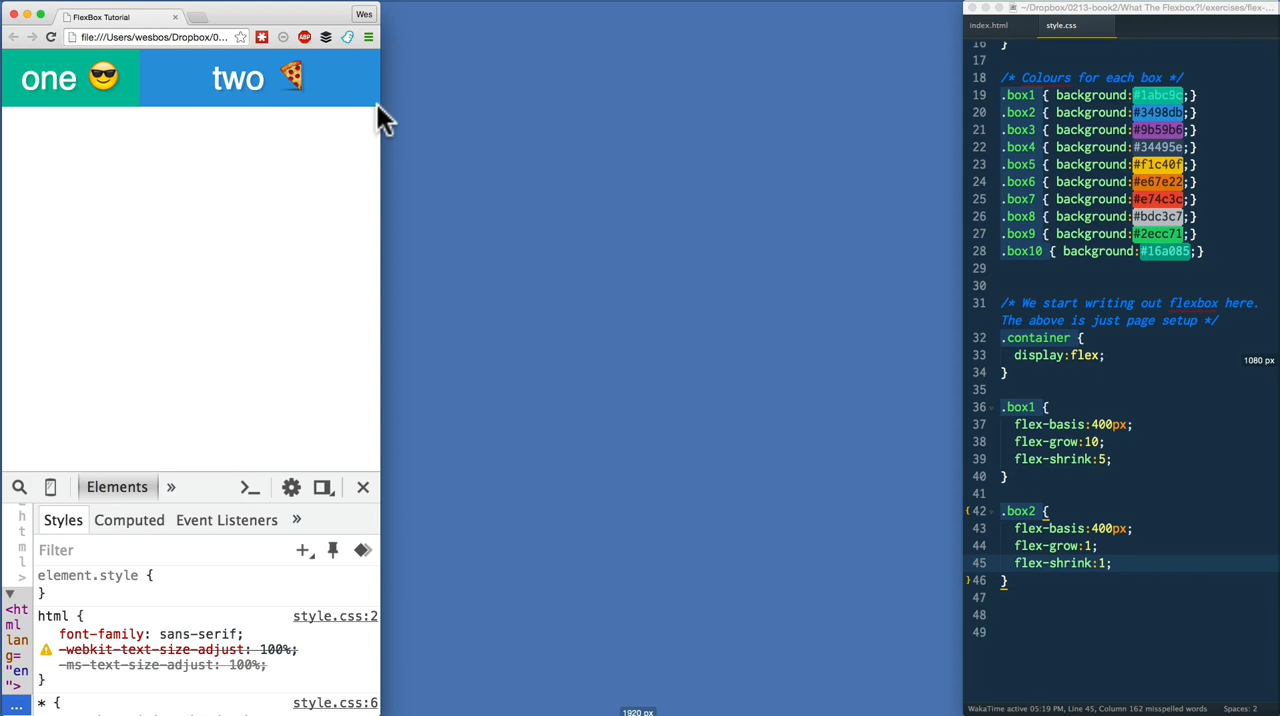 FlexBox Tutorial
Wes
file:///Users/wesbos/Dropbox/0...
ABP
one 😎
two 🍕
Elements »
Styles Computed Event Listeners »
Filter
h
t
m
l
>
element.style {
}
<ht
ml
lan
g=
"en
">
...
html { style.css:2
font-family: sans-serif;
-webkit-text-size-adjust: 100%;
-ms-text-size-adjust: 100%;
}
* { style.css:6
1920 px
~/Dropbox/0213-book2/What The Flexbox?!/exercises/flex-
index.html style.css
16 }
17
18 /* Colours for each box */
19 .box1 { background:#1abc9c;}
20 .box2 { background:#3498db;}
21 .box3 { background:#9b59b6;}
22 .box4 { background:#34495e;}
23 .box5 { background:#f1c40f;}
24 .box6 { background:#e67e22;}
25 .box7 { background:#e74c3c;}
26 .box8 { background:#bdc3c7;}
27 .box9 { background:#2ecc71;}
28 .box10 { background:#16a085;}
29
30
31 /* We start writing out flexbox here.
The above is just page setup */
32 .container {
33 display:flex;
1080 px
34 }
35
36 .box1 {
37 flex-basis:400px;
38 flex-grow:10;
39 flex-shrink:5;
40 }
41
42 .box2 {
43 flex-basis:400px;
44 flex-grow:1;
45 flex-shrink:1;
46 }
47
48
49
WakaTime active 05:19 PM, Line 45, Column 162 misspelled words Spaces: 2